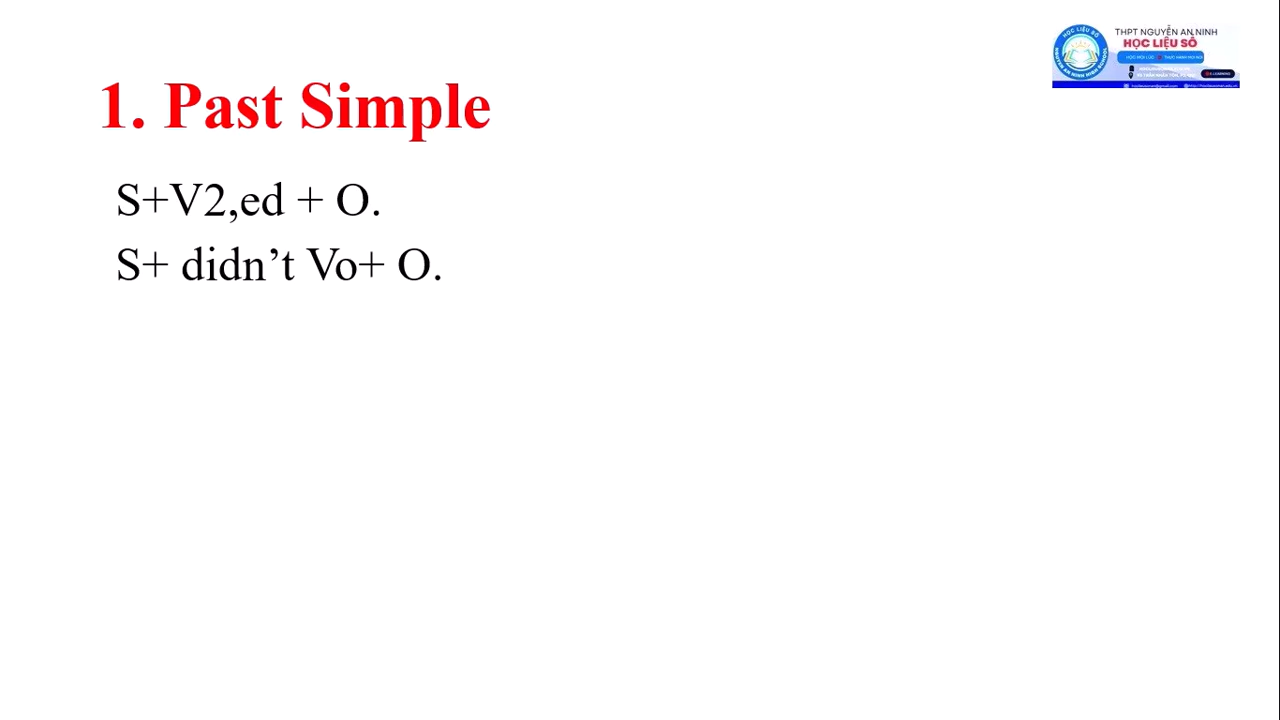 THPT NGUYỄN AN NINH
HỌC LIỆU SỐ
1. Past Simple
S+V2,ed + O.
S+ didn’t Vo+ O.